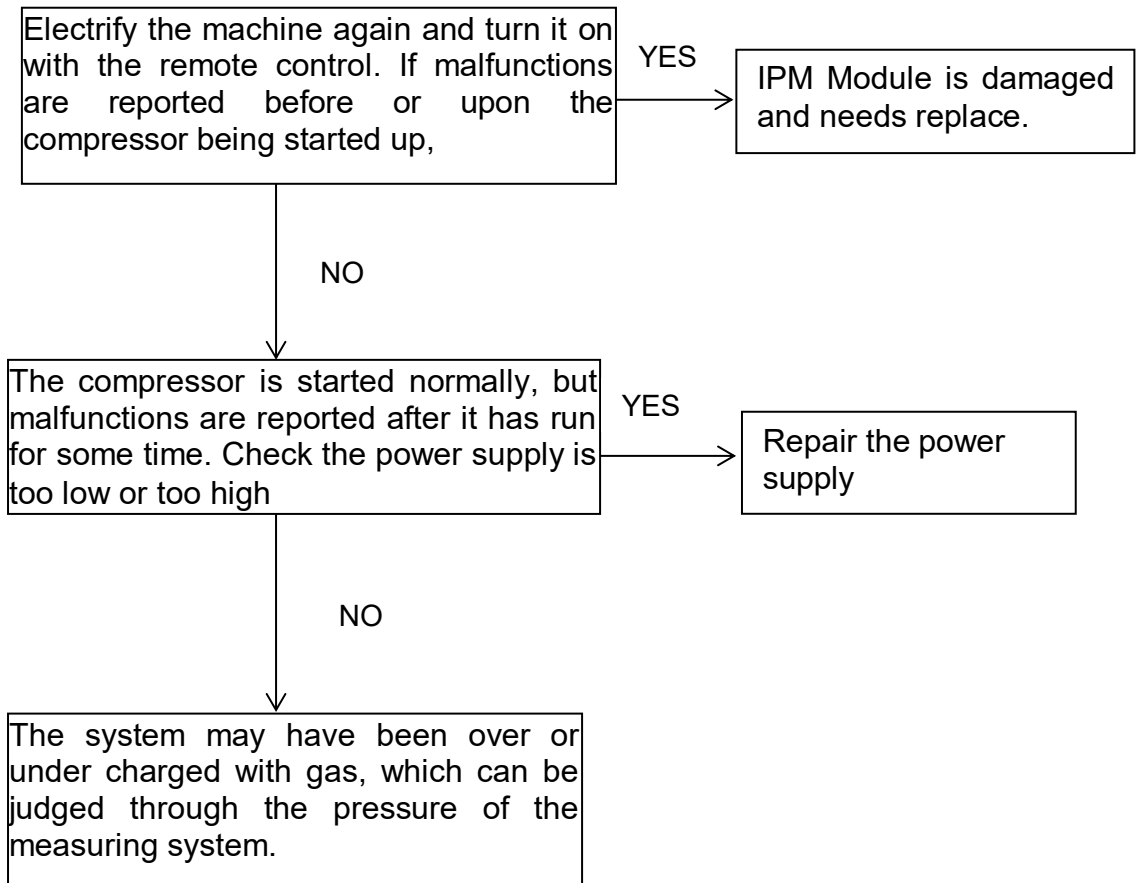 Electrify the machine again and turn it on
with the remote control. If malfunctions
are reported before or upon the
compressor being started up,
YES
IPM Module is damaged
and needs replace.
NO
The compressor is started normally, but
malfunctions are reported after it has run
for some time. Check the power supply is
too low or too high
YES
Repair the power
supply
NO
The system may have been over or
under charged with gas, which can be
judged through the pressure of the
measuring system.